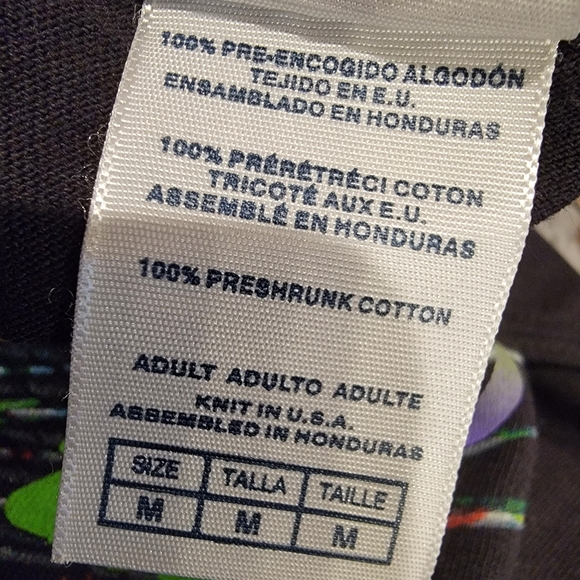 100% PRE-ENCOGIDO ALGODÓN
TEJIDO EN E.U.
ENSAMBLADO EN HONDURAS
100% PRÉRÉTRÉCI COTON
TRICOTÉ AUX E.U.
ASSEMBLÉ EN HONDURAS
100% PRESHRUNK COTTON
ADULT ADULTO ADULTE
KNIT IN U.S.A.
ASSEMBLED IN HONDURAS
SIZE TALLA TAILLE
M M M